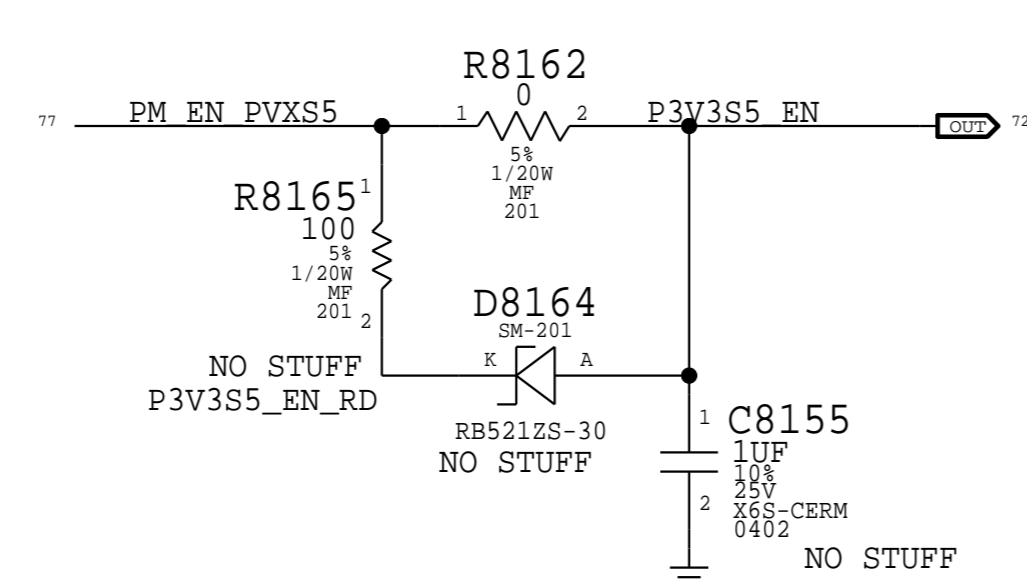 R8162
0
77
PM_EN_PVXS5
1
2
P3V3S5_EN
OUT
72
5%
1/20W
MF
201
R8165
1
100
5%
1/20W
MF
201
2
NO STUFF
P3V3S5_EN_RD
D8164
SM-201
K
A
RB521ZS-30
NO STUFF
1
C8155
1UF
10%
25V
X6S-CERM
0402
2
NO STUFF